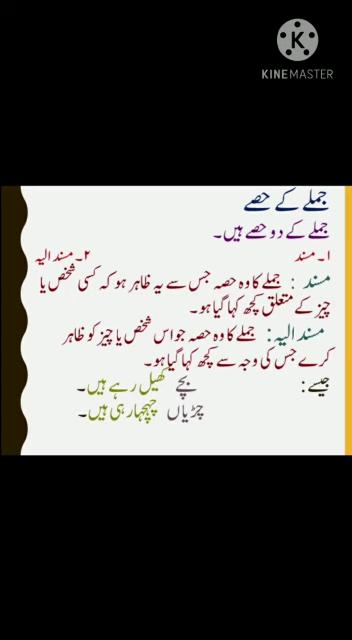 KINEMASTER
جملے کے حصے
جملے کے دو حصے ہیں۔
۱۔ مسند ۲۔ مسند الیہ
مسند : جملے کا وہ حصہ جس سے یہ ظاہر ہو کہ کسی شخص یا
چیز کے متعلق کچھ کہا گیا ہو۔
مسند الیہ : جملے کا وہ حصہ جو اس شخص یا چیز کو ظاہر
کرے جس کی وجہ سے کچھ کہا گیا ہو۔
جیسے : بچے کھیل رہے ہیں۔
چڑیاں چہچہا رہی ہیں۔